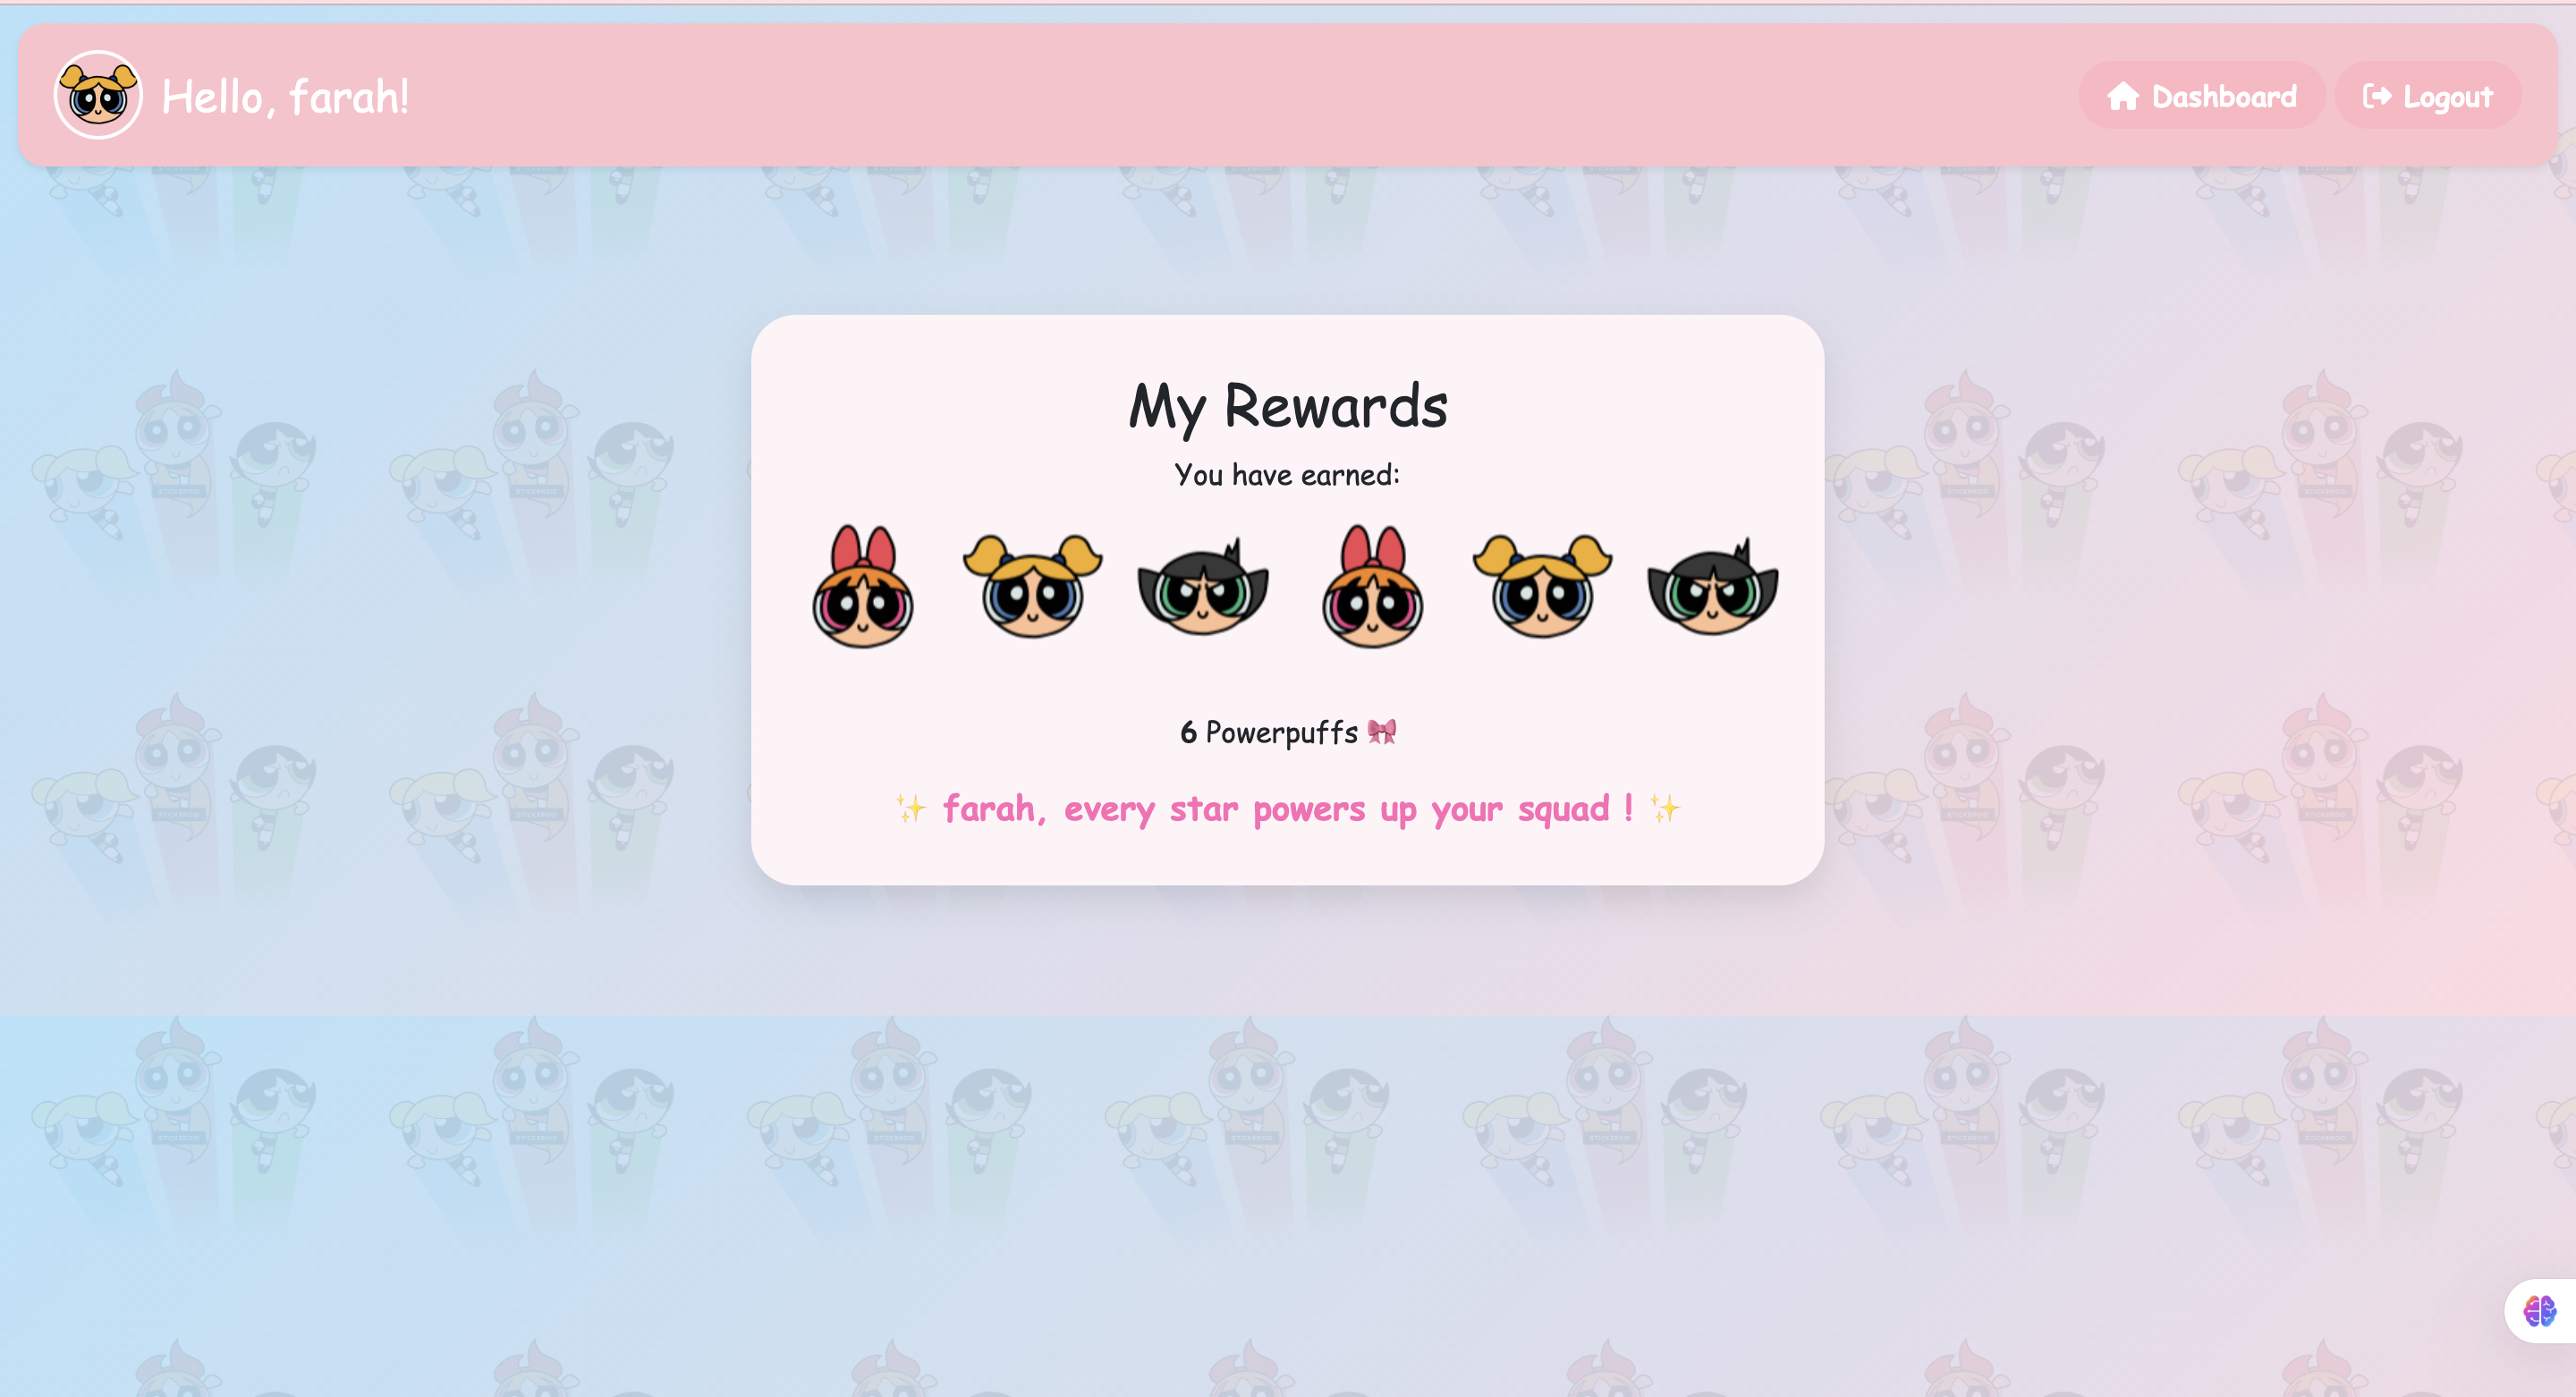 Hello, farah!
Dashboard
Logout
My Rewards
You have earned:
6 Powerpuffs 🎀
✨ farah, every star powers up your squad ! ✨